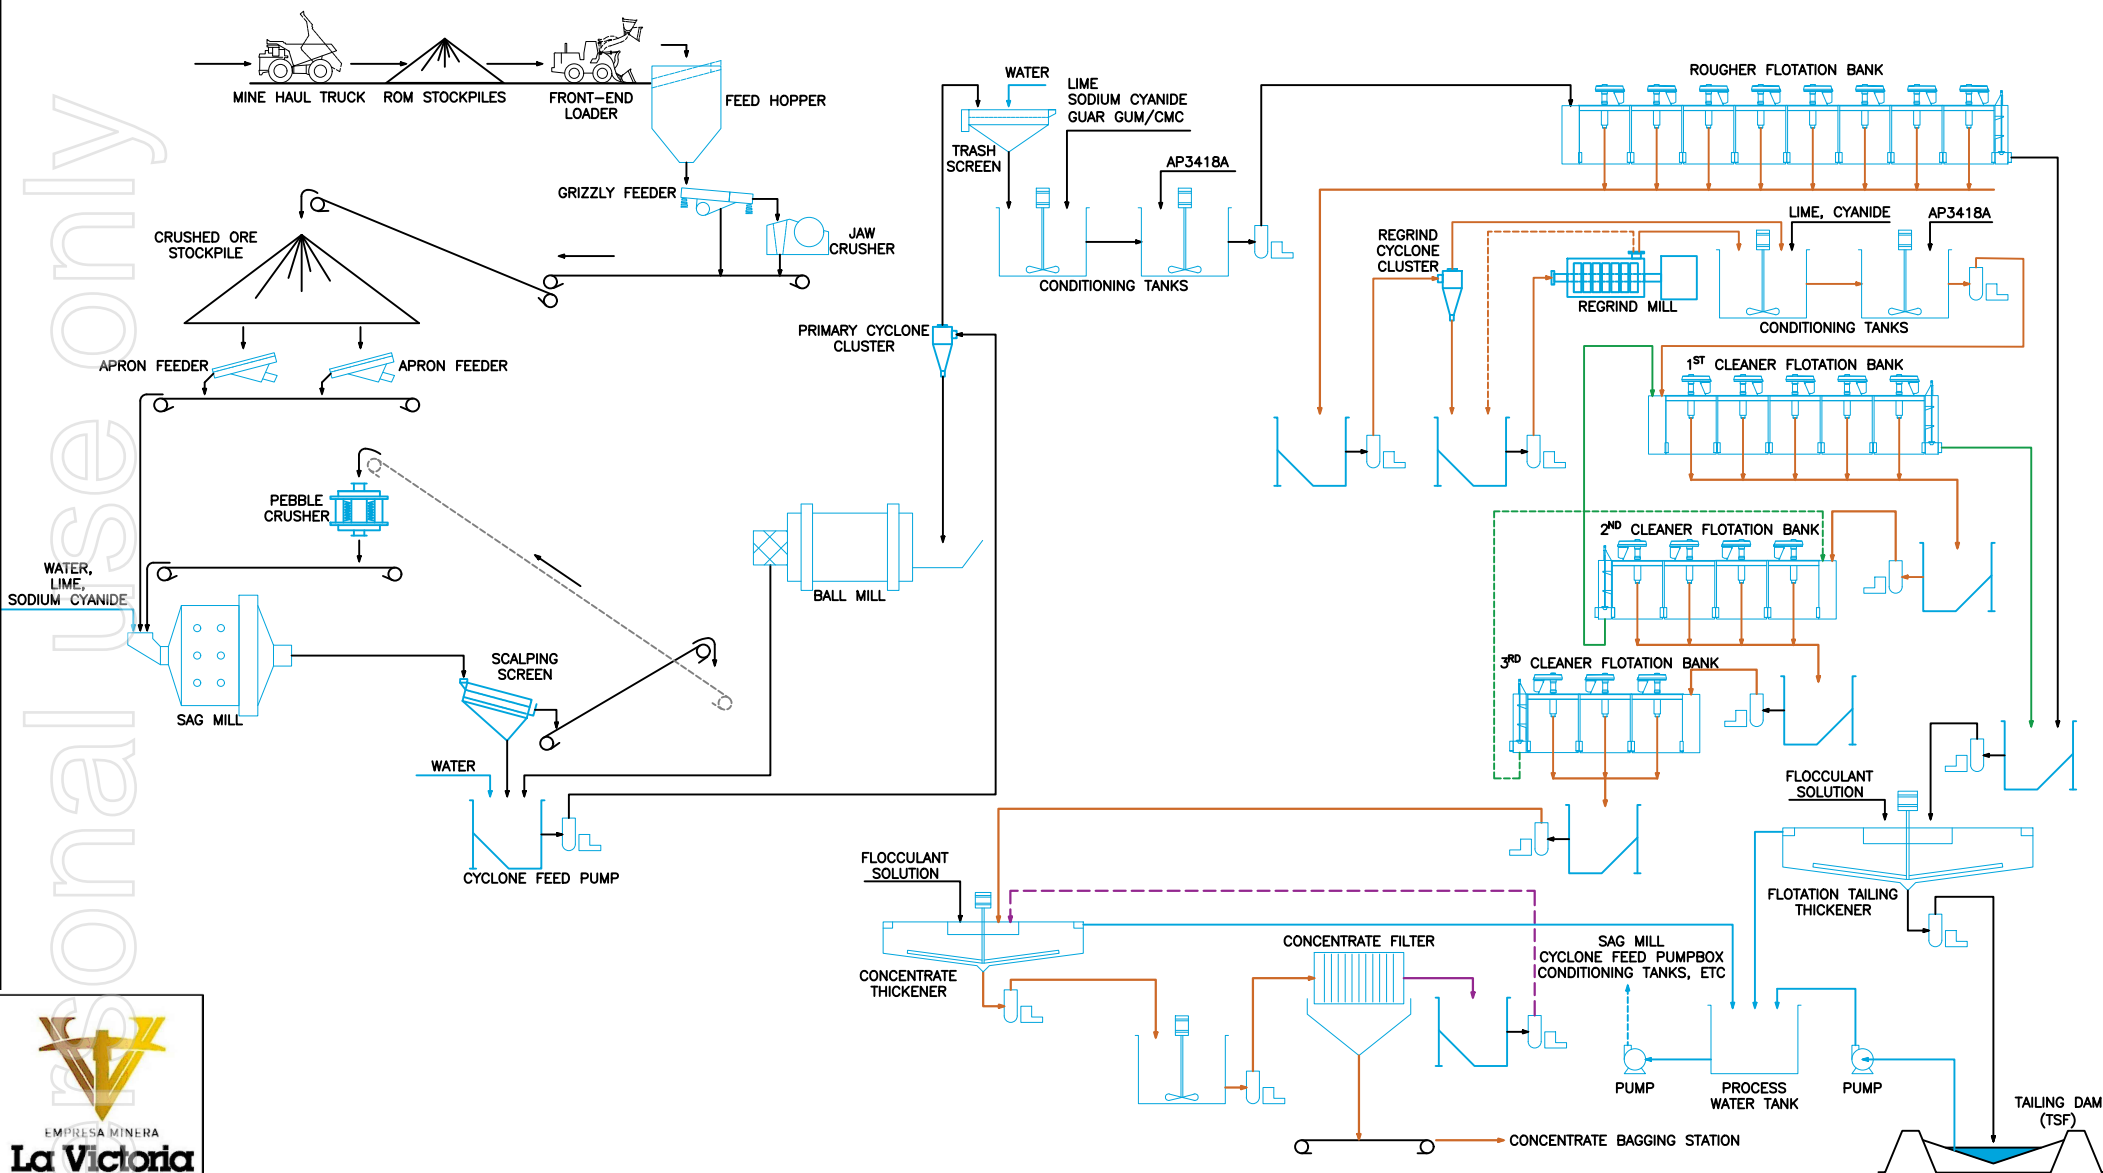 MINE HAUL TRUCK
ROM STOCKPILES
FRONT-END
LOADER
FEED HOPPER
GRIZZLY FEEDER
JAW
CRUSHER
CRUSHED ORE
STOCKPILE
APRON FEEDER
APRON FEEDER
PEBBLE
CRUSHER
WATER,
LIME,
SODIUM CYANIDE
SAG MILL
SCALPING
SCREEN
WATER
CYCLONE FEED PUMP
BALL MILL
PRIMARY CYCLONE
CLUSTER
TRASH
SCREEN
WATER
LIME
SODIUM CYANIDE
GUAR GUM/CMC
AP3418A
CONDITIONING TANKS
ROUGHER FLOTATION BANK
REGRIND
CYCLONE
CLUSTER
REGRIND MILL
LIME, CYANIDE
AP3418A
CONDITIONING TANKS
1ST CLEANER FLOTATION BANK
2ND CLEANER FLOTATION BANK
3RD CLEANER FLOTATION BANK
FLOCCULANT
SOLUTION
FLOTATION TAILING
THICKENER
FLOCCULANT
SOLUTION
CONCENTRATE
THICKENER
CONCENTRATE FILTER
SAG MILL
CYCLONE FEED PUMPBOX
CONDITIONING TANKS, ETC
PUMP
PROCESS
WATER TANK
PUMP
TAILING DAM
(TSF)
CONCENTRATE BAGGING STATION
EMPRESA MINERA
La Victoria
ersonal use only